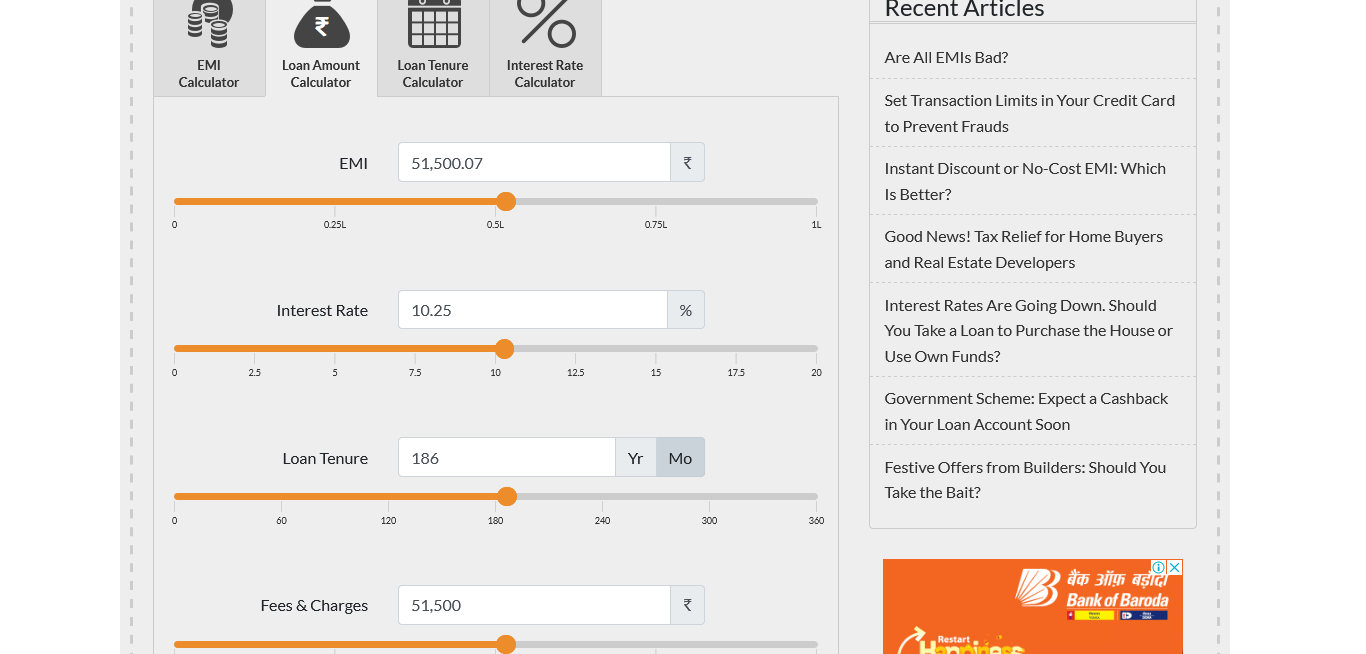 EMI
Calculator
Loan Amount
Calculator
Loan Tenure
Calculator
Interest Rate
Calculator
EMI
51,500.07
₹
0
0.25L
0.5L
0.75L
1L
Interest Rate
10.25
%
0
2.5
5
7.5
10
12.5
15
17.5
20
Loan Tenure
186
Yr
Mo
0
60
120
180
240
300
360
Fees & Charges
51,500
₹
Recent Articles
Are All EMIs Bad?
Set Transaction Limits in Your Credit Card
to Prevent Frauds
Instant Discount or No-Cost EMI: Which
Is Better?
Good News! Tax Relief for Home Buyers
and Real Estate Developers
Interest Rates Are Going Down. Should
You Take a Loan to Purchase the House or
Use Own Funds?
Government Scheme: Expect a Cashback
in Your Loan Account Soon
Festive Offers from Builders: Should You
Take the Bait?
बैंक ऑफ़ बड़ौदा
Bank of Baroda
Restart
Happiness